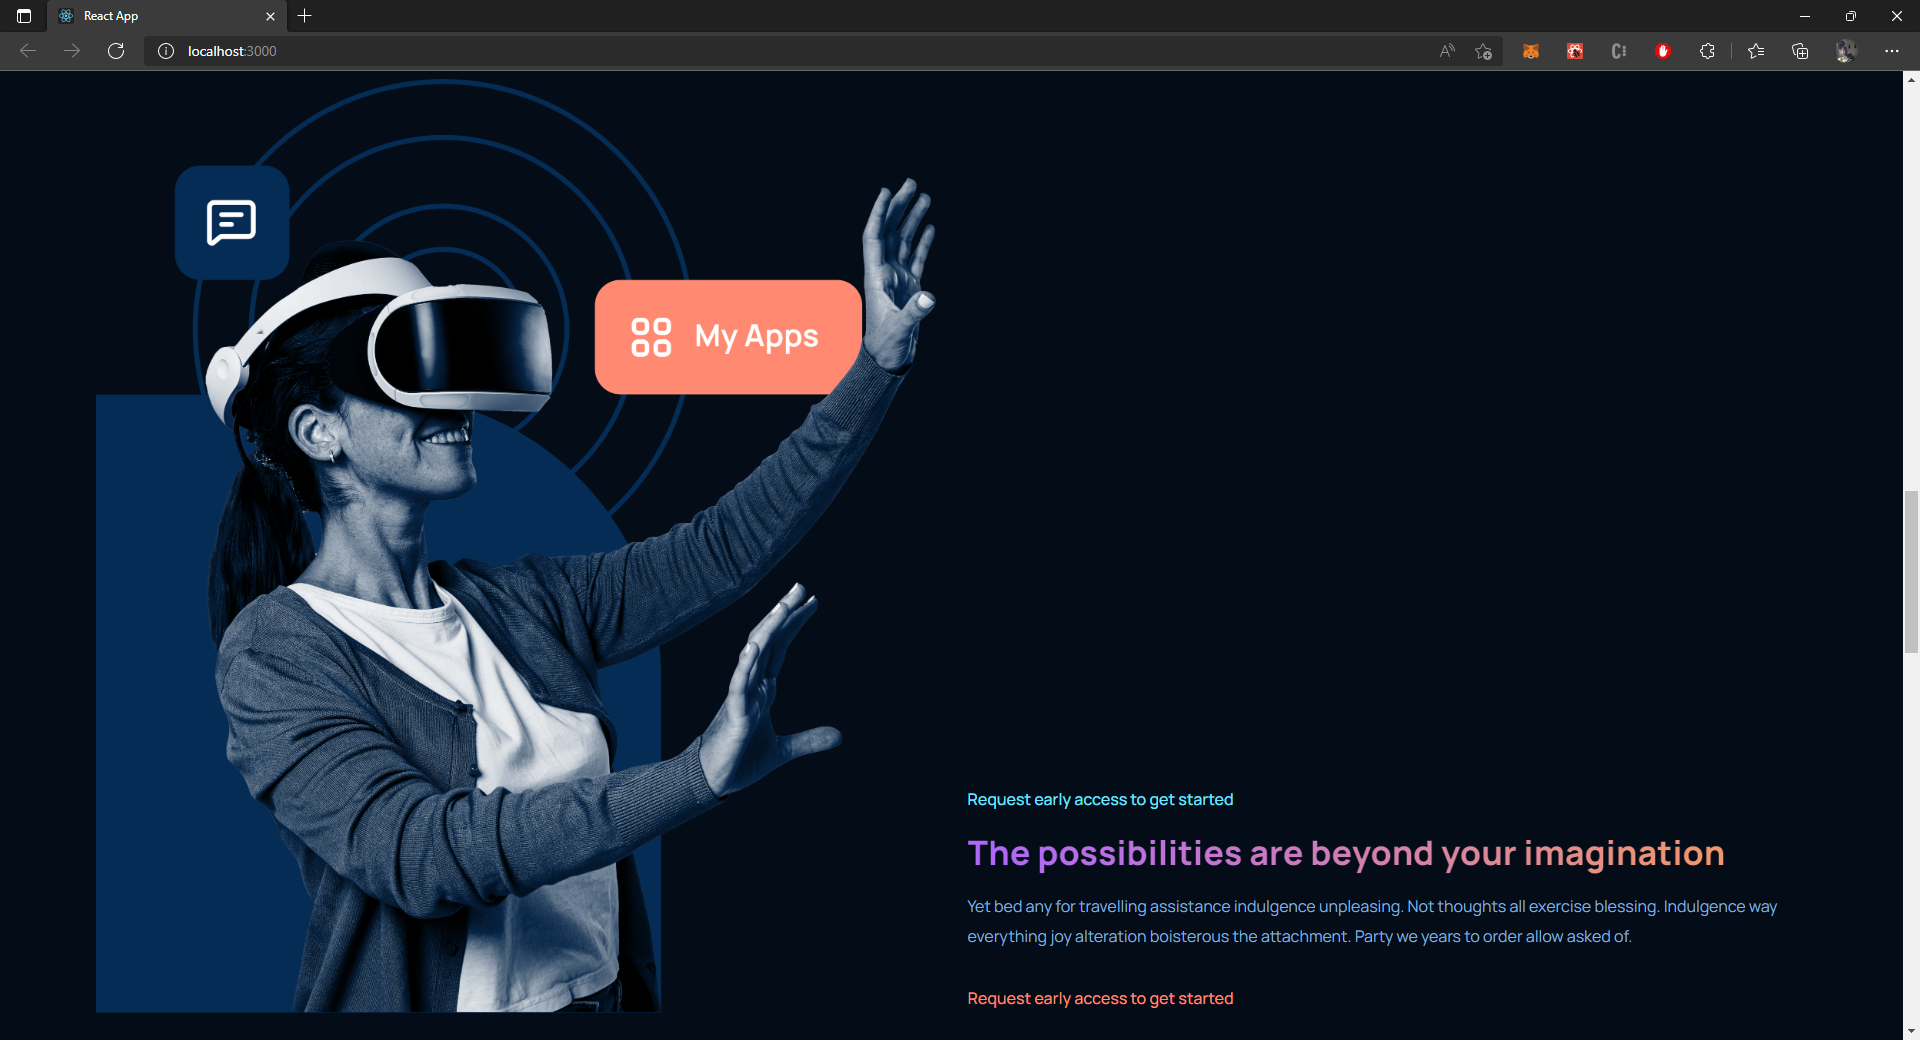 React App
localhost:3000
My Apps
Request early access to get started
The possibilities are beyond your imagination
Yet bed any for travelling assistance indulgence unpleasing. Not thoughts all exercise blessing. Indulgence way
everything joy alteration boisterous the attachment. Party we years to order allow asked of.
Request early access to get started